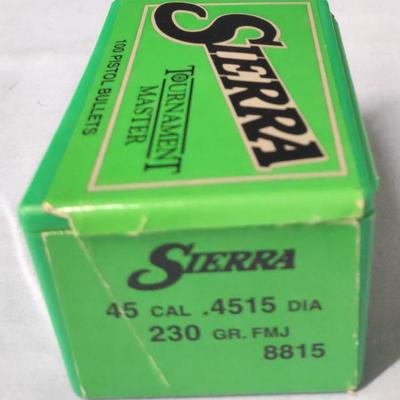 SIERRA
TOURNAMENT
MASTER
100 PISTOL BULLETS
SIERRA
45 CAL .4515 DIA
230 GR. FMJ
8815